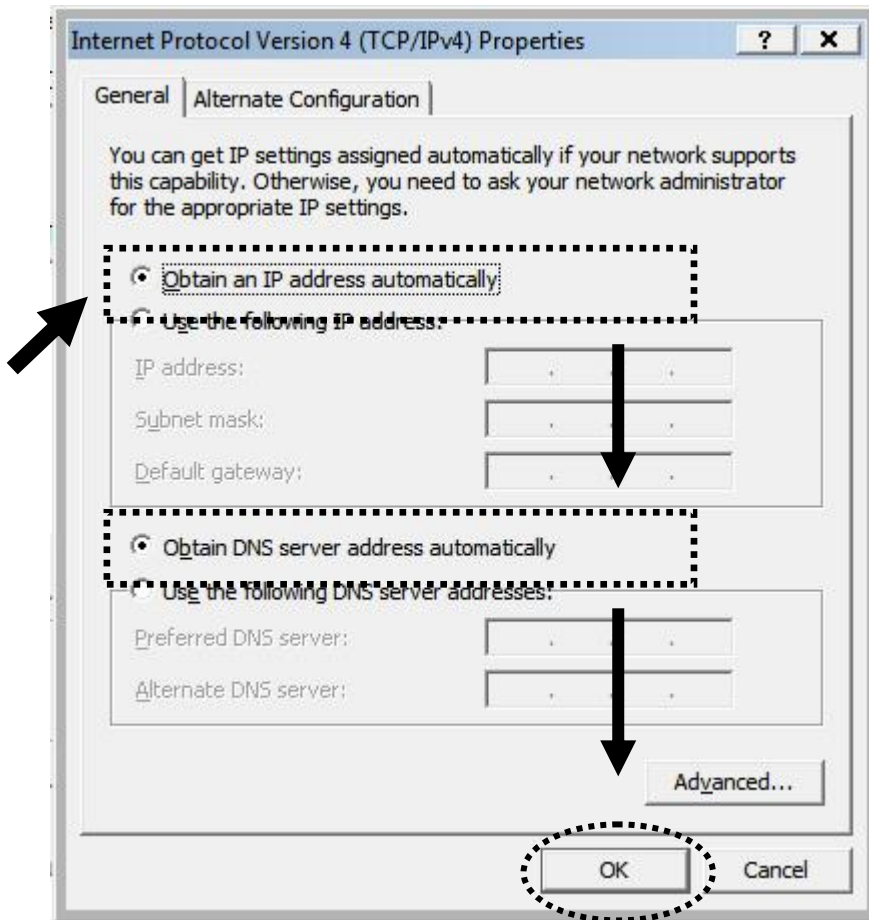 Internet Protocol Version 4 (TCP/IPv4) Properties
General
Alternate Configuration
You can get IP settings assigned automatically if your network supports
this capability. Otherwise, you need to ask your network administrator
for the appropriate IP settings.
Obtain an IP address automatically
Use the following IP address:
IP address:
Subnet mask:
Default gateway:
Obtain DNS server address automatically
Use the following DNS server addresses:
Preferred DNS server:
Alternate DNS server:
Advanced...
OK
Cancel